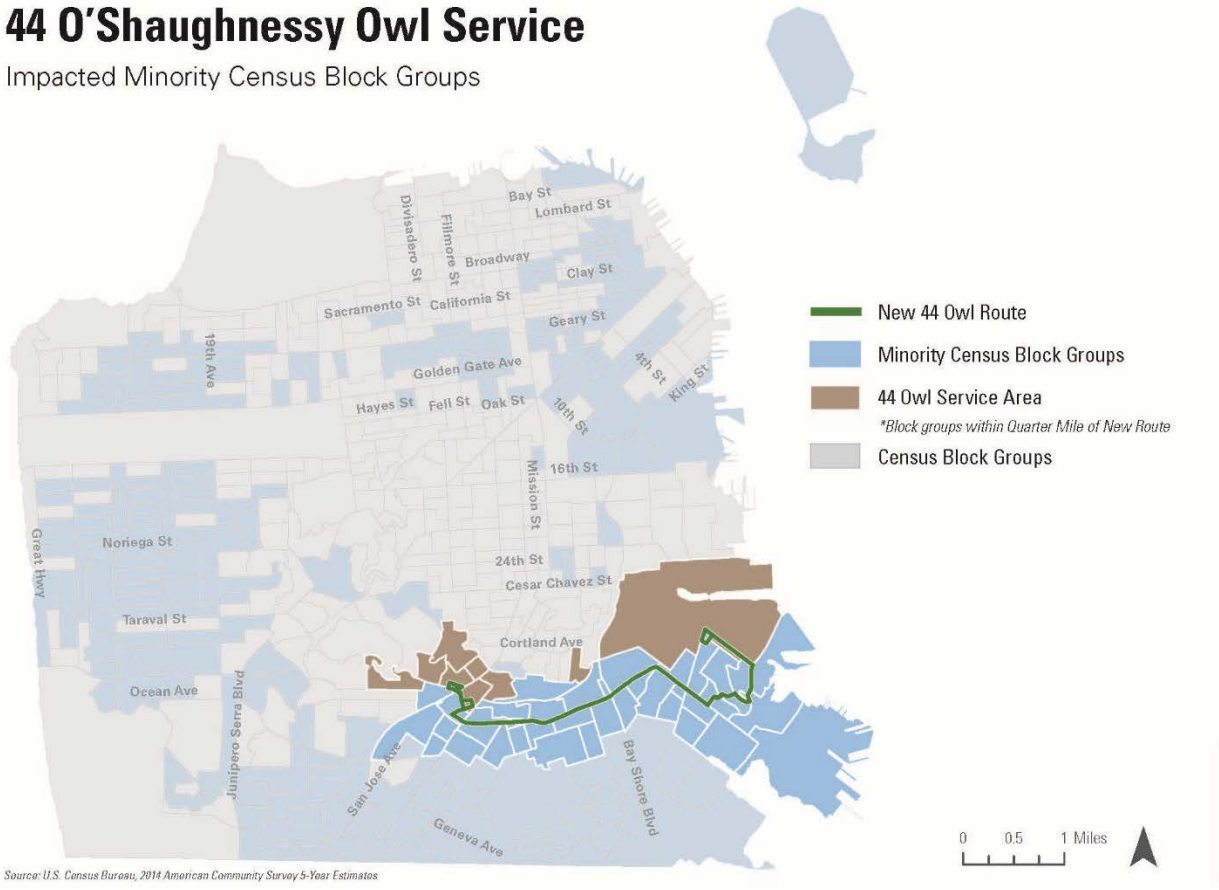 44 O'Shaughnessy Owl Service
Impacted Minority Census Block Groups
Bay St
Lombard St
Divisadero St
Fillmore St
Broadway
Clay St
Sacramento St
California St
Geary St
19th Ave
Golden Gate Ave
4th St
King St
Hayes St
Fell St
Oak St
10th St
16th St
Mission St
Great Hwy
Noriega St
24th St
Cesar Chavez St
Taraval St
Cortland Ave
Ocean Ave
Junipero Serra Blvd
San Jose Ave
Bay Shore Blvd
Geneva Ave
New 44 Owl Route
Minority Census Block Groups
44 Owl Service Area
*Block groups within Quarter Mile of New Route
Census Block Groups
0 0.5 1 Miles
Source: U.S. Census Bureau, 2014 American Community Survey 5-Year Estimates